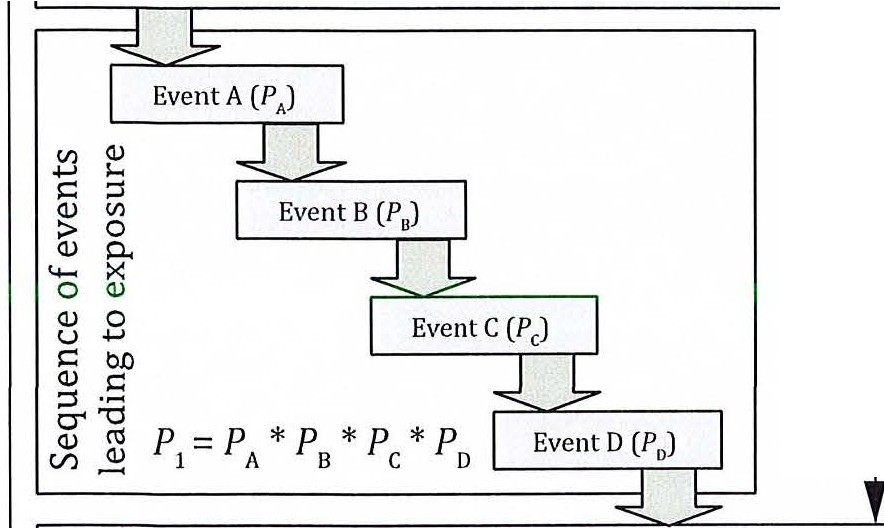 Event A (P_A)
Event B (P_B)
Event C (P_C)
Event D (P_D)
Sequence of events
leading to exposure
P_1 = P_A * P_B * P_C * P_D